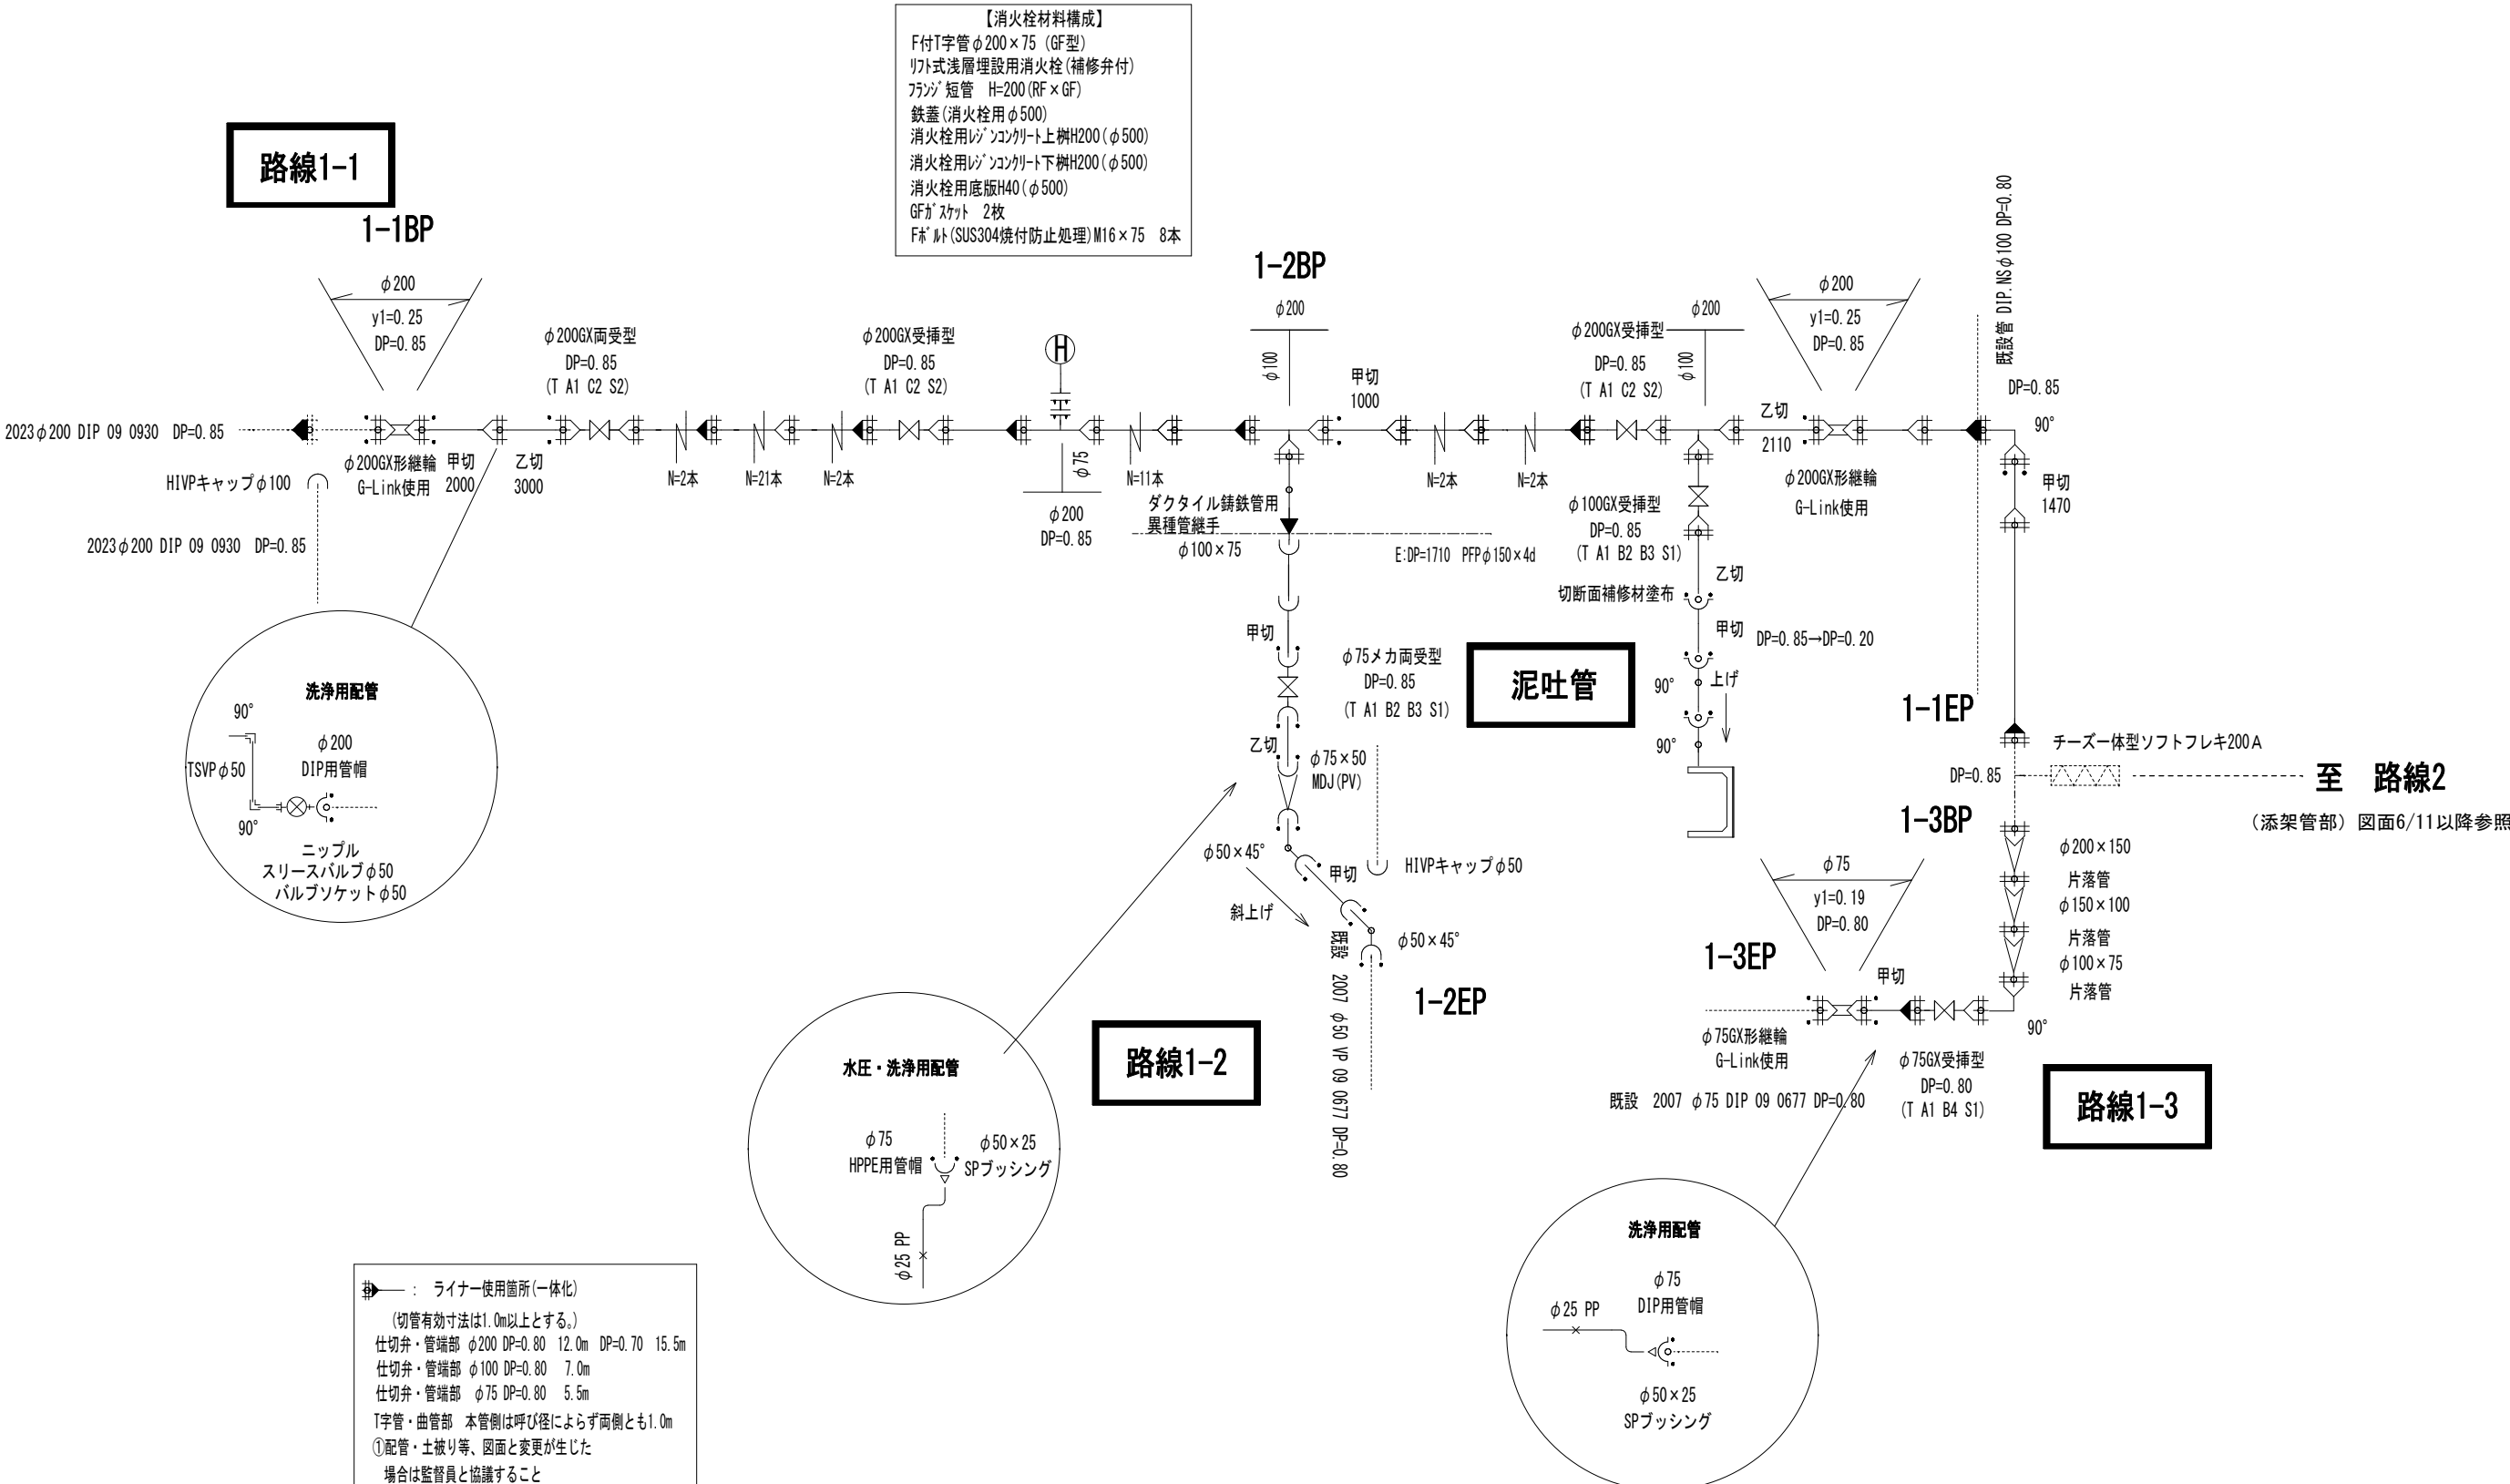 【消火栓材料構成】
F付T字管φ200×75 (GF型)
ﾘﾌﾄ式浅層埋設用消火栓(補修弁付)
ﾌﾗﾝｼﾞ短管 H=200(RF×GF)
鉄蓋(消火栓用φ500)
消火栓用ﾚｼﾞﾝｺﾝｸﾘｰﾄ上桝H200(φ500)
消火栓用ﾚｼﾞﾝｺﾝｸﾘｰﾄ下桝H200(φ500)
消火栓用底版H40(φ500)
GFｶﾞｽｹｯﾄ 2枚
Fﾎﾞﾙﾄ(SUS304焼付防止処理)M16×75 8本
路線1-1
1-1BP
φ200
y1=0.25
DP=0.85
φ200GX両受型
DP=0.85
(T A1 C2 S2)
φ200GX受挿型
DP=0.85
(T A1 C2 S2)
H
1-2BP
φ200
φ100
甲切
1000
φ200GX受挿型
DP=0.85
(T A1 C2 S2)
φ200
φ100
φ200
y1=0.25
DP=0.85
既設管 DIP.NSφ100 DP=0.80
DP=0.85
90°
2023φ200 DIP 09 0930 DP=0.85
HIVPキャップφ100
2023φ200 DIP 09 0930 DP=0.85
φ200GX形継輪
G-Link使用
甲切
2000
乙切
3000
N=2本
N=21本
N=2本
φ75
φ200
DP=0.85
N=11本
N=2本
N=2本
乙切
2110
φ200GX形継輪
G-Link使用
甲切
1470
ダクタイル鋳鉄管用
異種管継手
φ100×75
E:DP=1710 PFPφ150×4d
φ100GX受挿型
DP=0.85
(T A1 B2 B3 S1)
乙切
切断面補修材塗布
甲切
DP=0.85→DP=0.20
90°
上げ
90°
泥吐管
甲切
φ75メカ両受型
DP=0.85
(T A1 B2 B3 S1)
乙切
φ75×50
MDJ(PV)
φ50×45°
甲切
HIVPキャップφ50
斜上げ
φ50×45°
既設 2007 φ50 VP 09 0677 DP=0.80
1-2EP
路線1-2
洗浄用配管
90°
φ200
DIP用管帽
TSVPφ50
90°
ニップル
スリースバルブφ50
バルブソケットφ50
水圧・洗浄用配管
φ75
HPPE用管帽
φ50×25
SPブッシング
φ25 PP
1-1EP
チーズ一体型ソフトフレキ200A
DP=0.85
至 路線2
(添架管部) 図面6/11以降参照
1-3BP
φ200×150
片落管
φ150×100
片落管
φ100×75
片落管
90°
φ75
y1=0.19
DP=0.80
1-3EP
甲切
φ75GX形継輪
G-Link使用
φ75GX受挿型
DP=0.80
(T A1 B4 S1)
既設 2007 φ75 DIP 09 0677 DP=0.80
路線1-3
洗浄用配管
φ75
DIP用管帽
φ25 PP
φ50×25
SPブッシング
: ライナー使用箇所(一体化)
(切管有効寸法は1.0m以上とする。)
仕切弁・管端部 φ200 DP=0.80 12.0m DP=0.70 15.5m
仕切弁・管端部 φ100 DP=0.80 7.0m
仕切弁・管端部 φ75 DP=0.80 5.5m
T字管・曲管部 本管側は呼び径によらず両側とも1.0m
①配管・土被り等、図面と変更が生じた
場合は監督員と協議すること